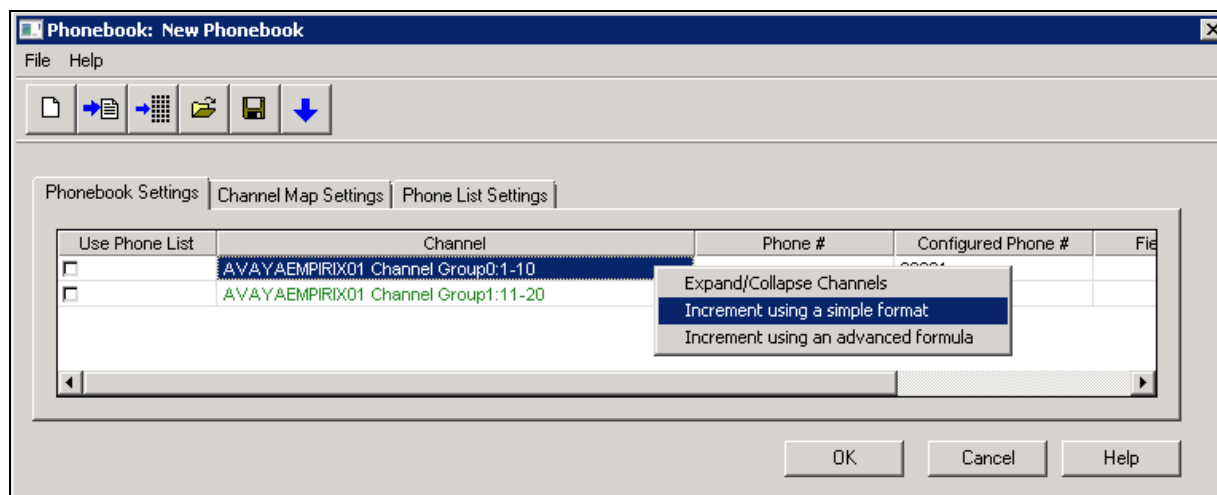 Phonebook: New Phonebook
File Help
Phonebook Settings Channel Map Settings Phone List Settings
Use Phone List Channel Phone # Configured Phone # Fie
AVAYAEMPIRIX01 Channel Group0:1-10
AVAYAEMPIRIX01 Channel Group1:11-20
Expand/Collapse Channels
Increment using a simple format
Increment using an advanced formula
OK Cancel Help